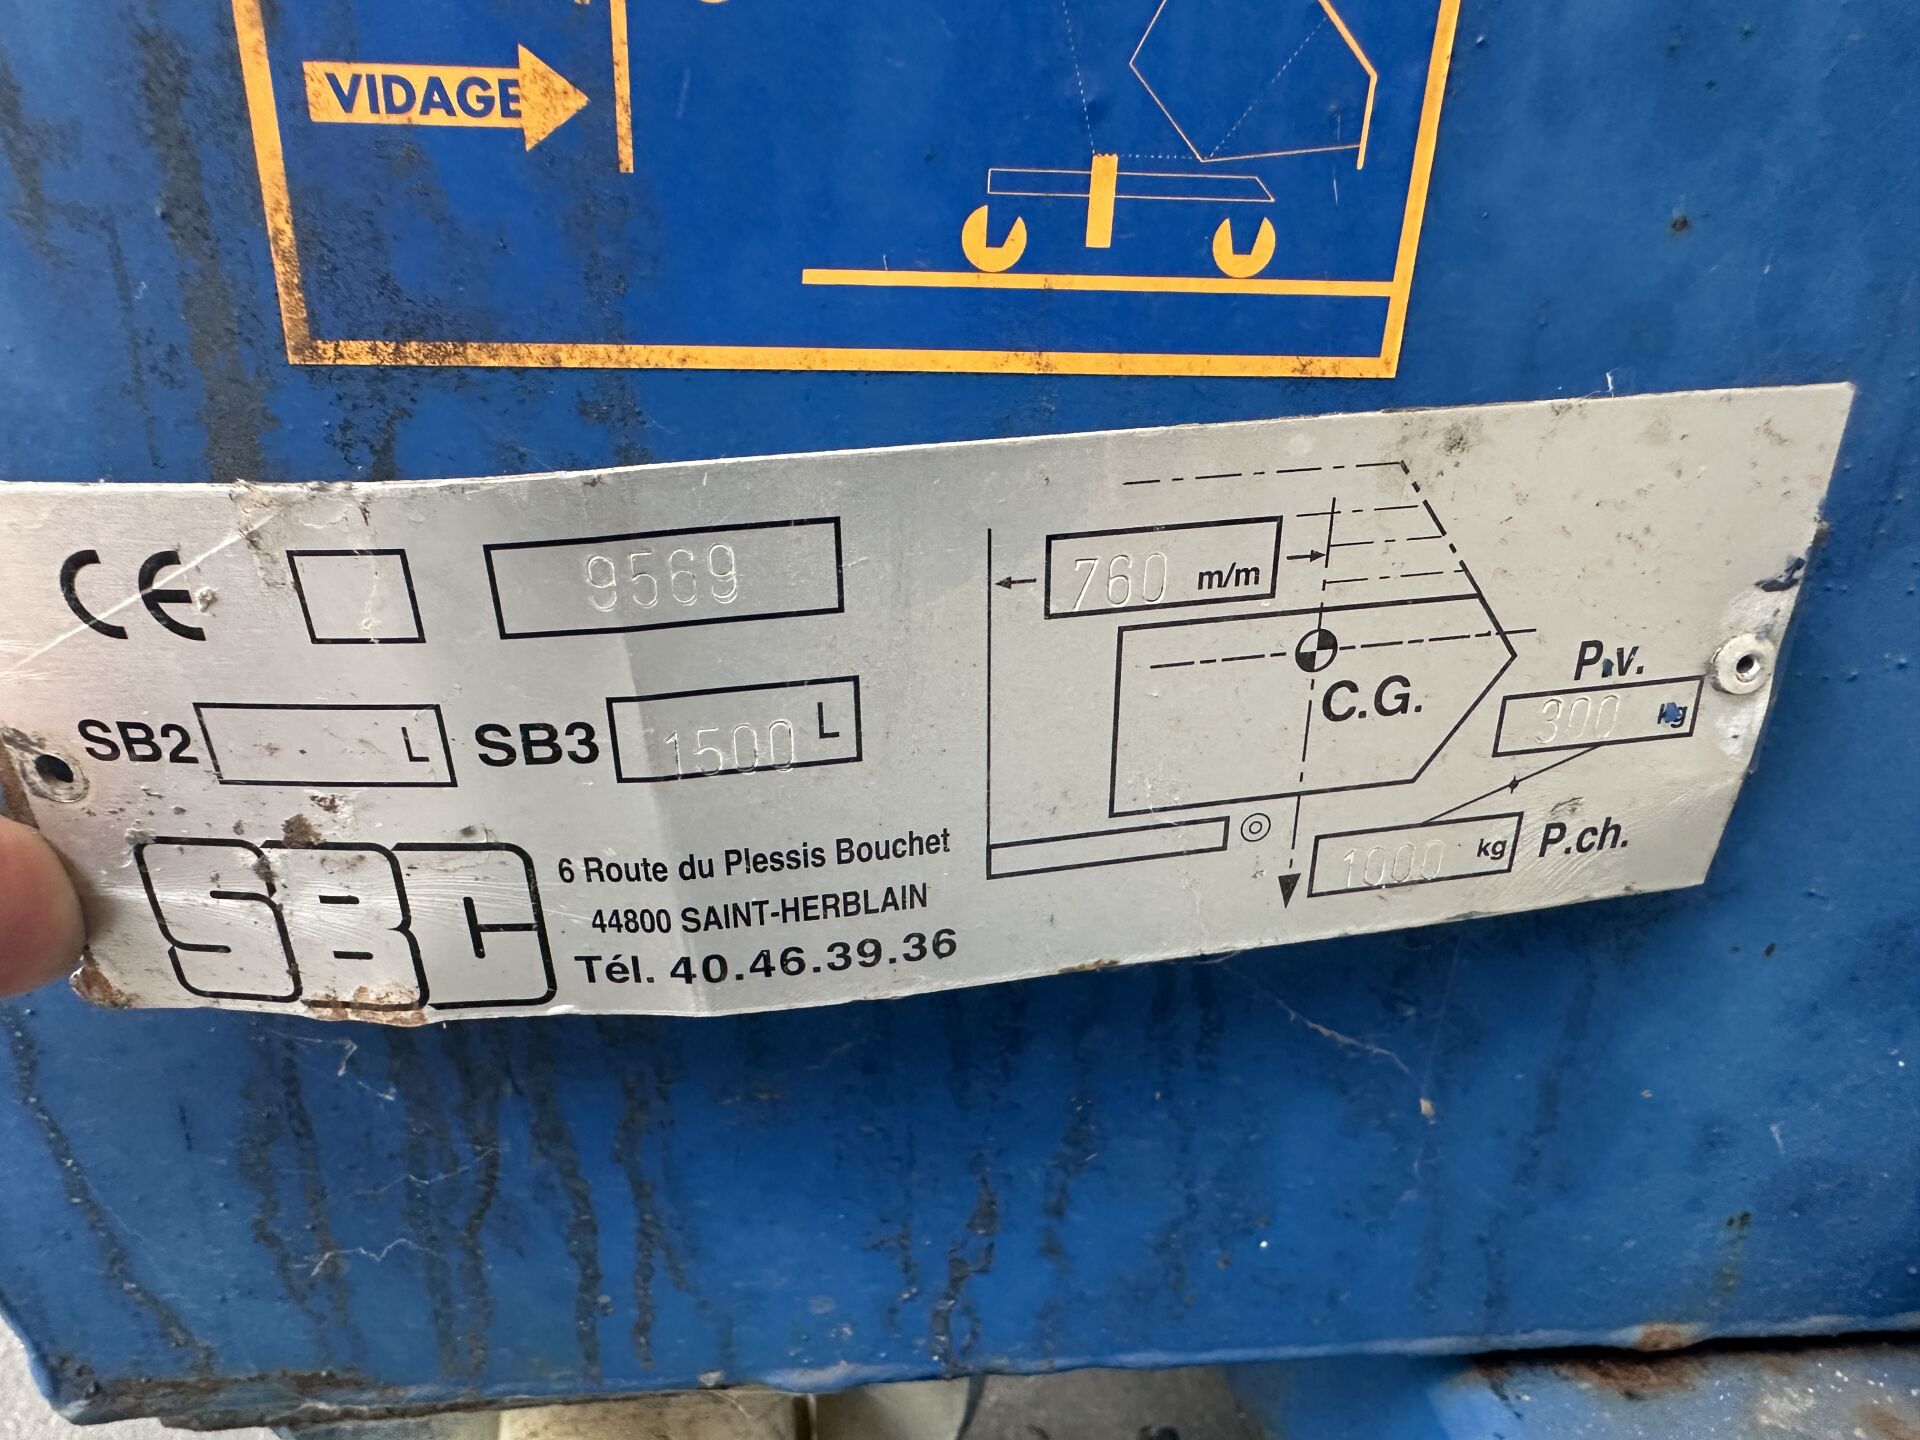 VIDAGE
CE 9569
SB2 L SB3 1500 L
SBC
6 Route du Plessis Bouchet
44800 SAINT-HERBLAIN
Tél. 40.46.39.36
760 m/m
C.G.
P.v.
300 kg
1000 kg P.ch.